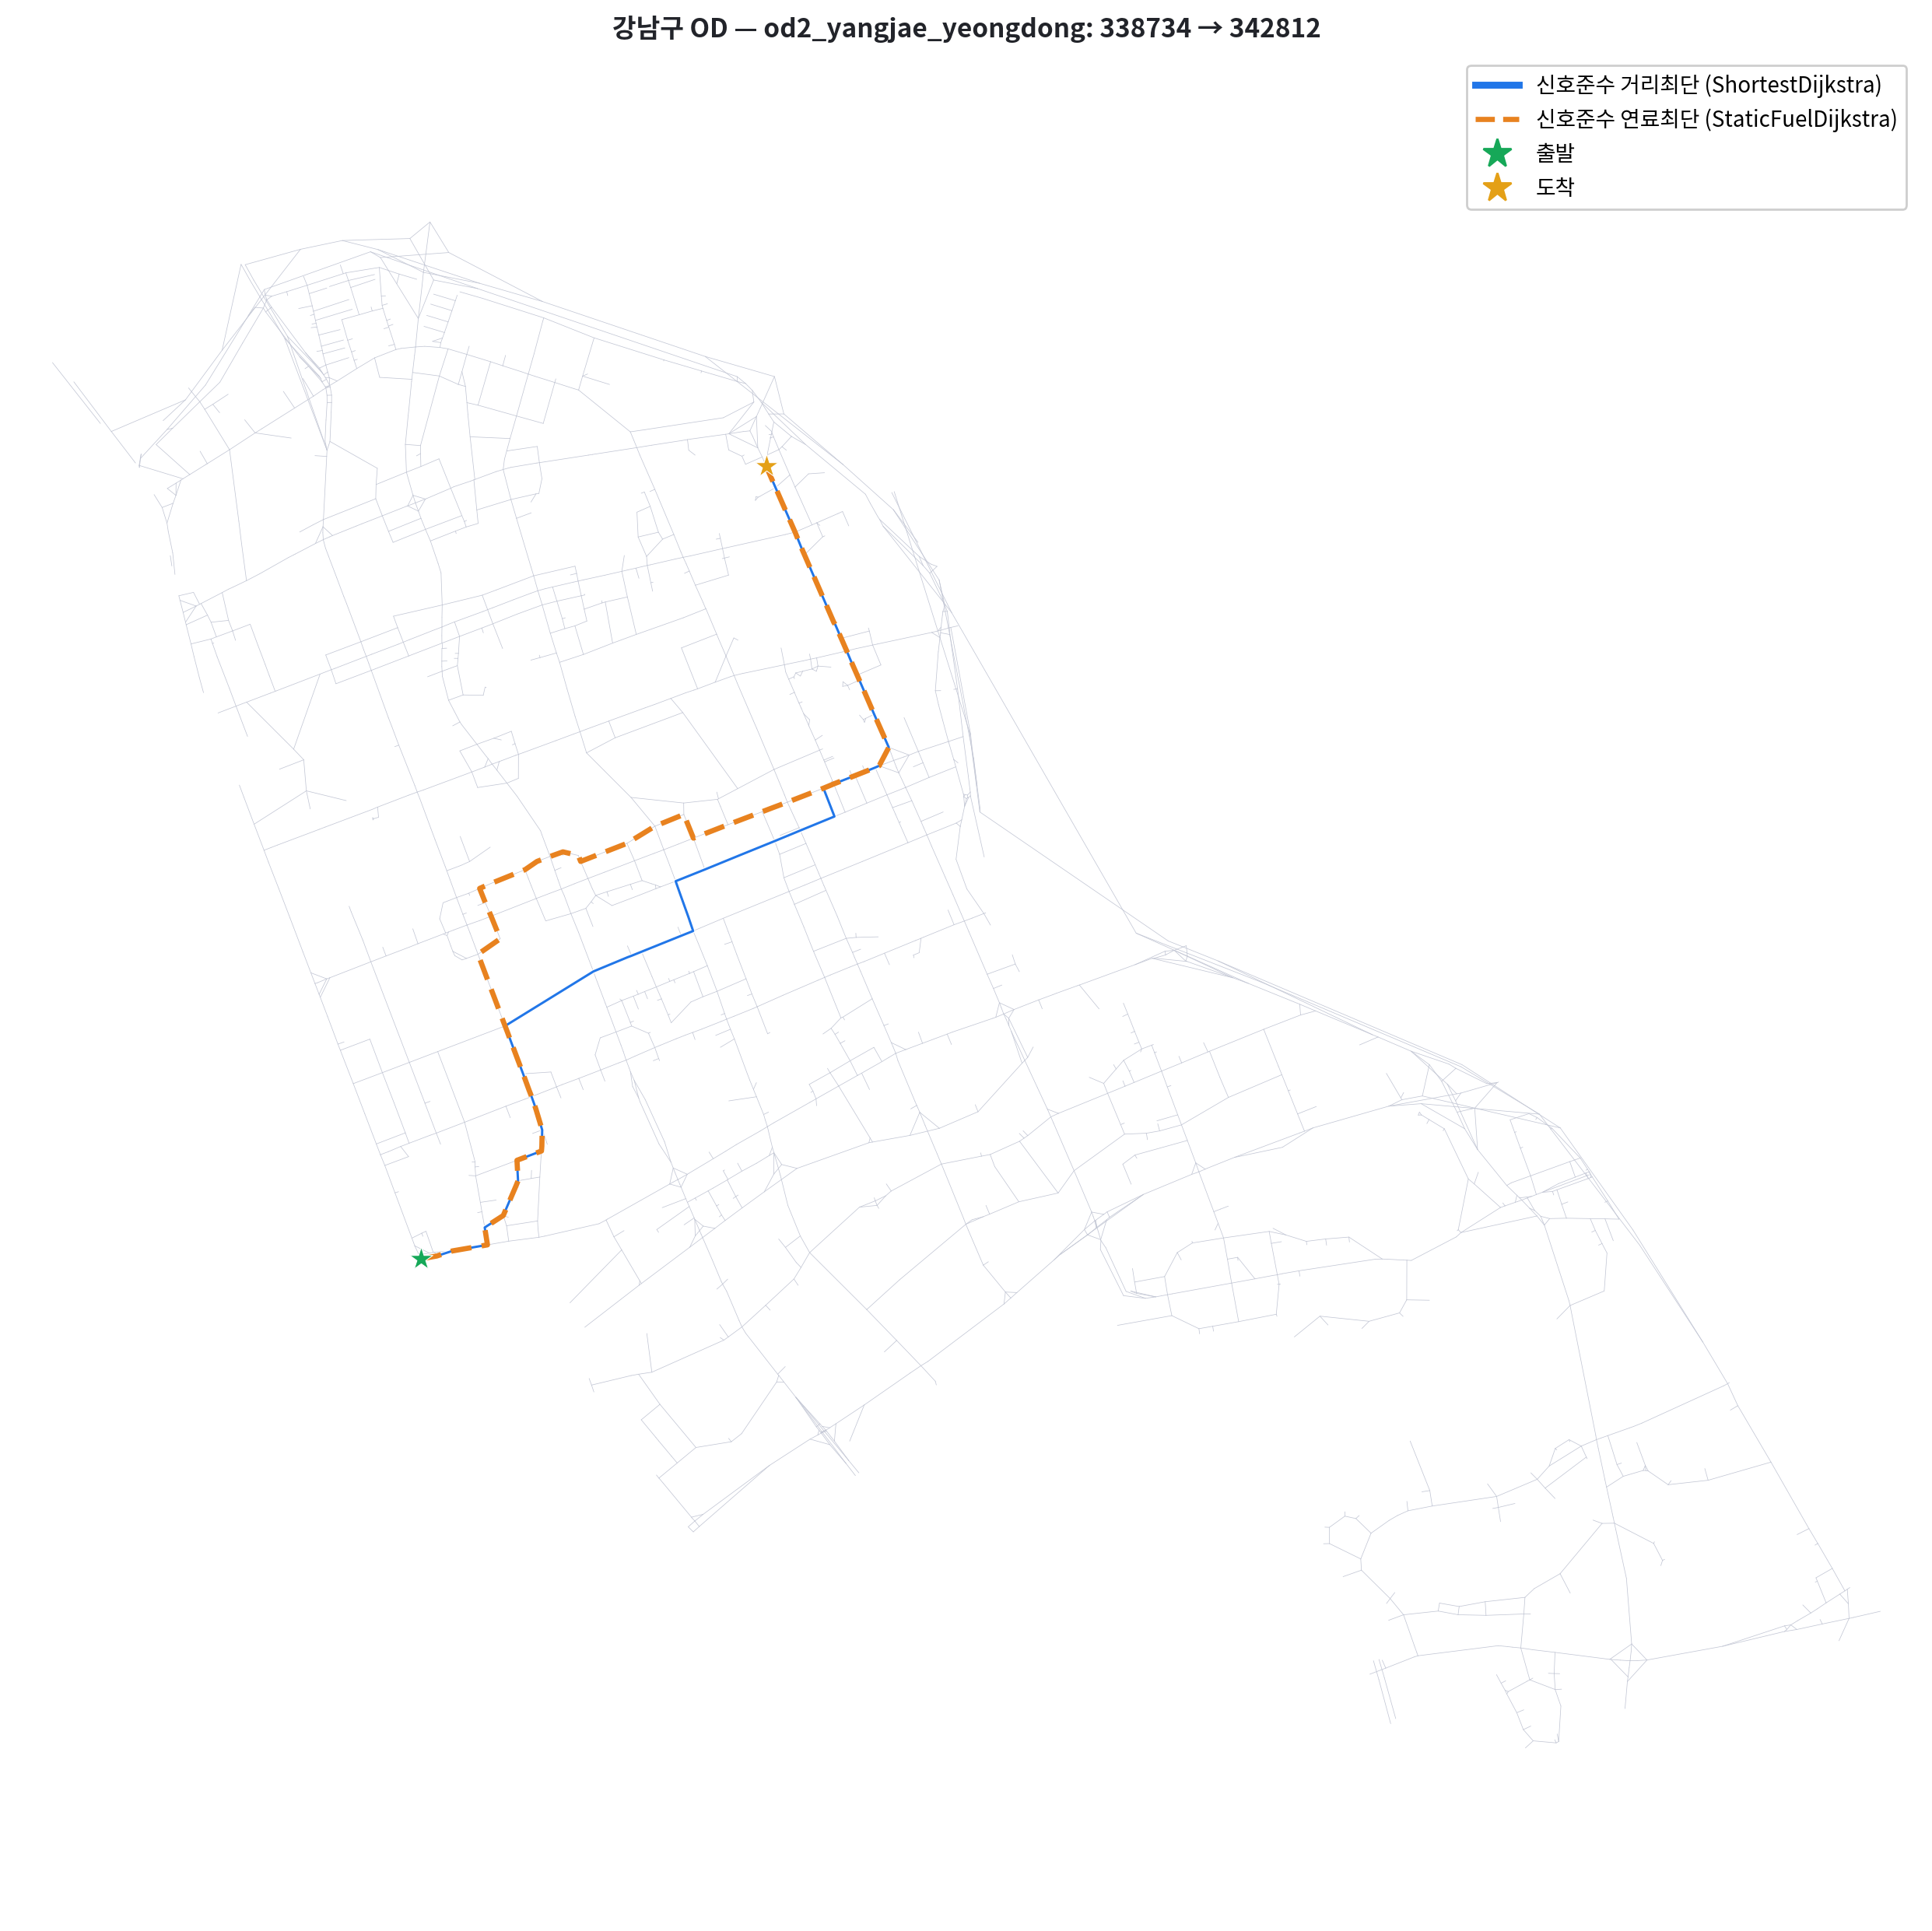 강남구 OD — od2_yangjae_yeongdong: 338734 → 342812
신호준수 거리최단 (ShortestDijkstra)
신호준수 연료최단 (StaticFuelDijkstra)
출발
도착